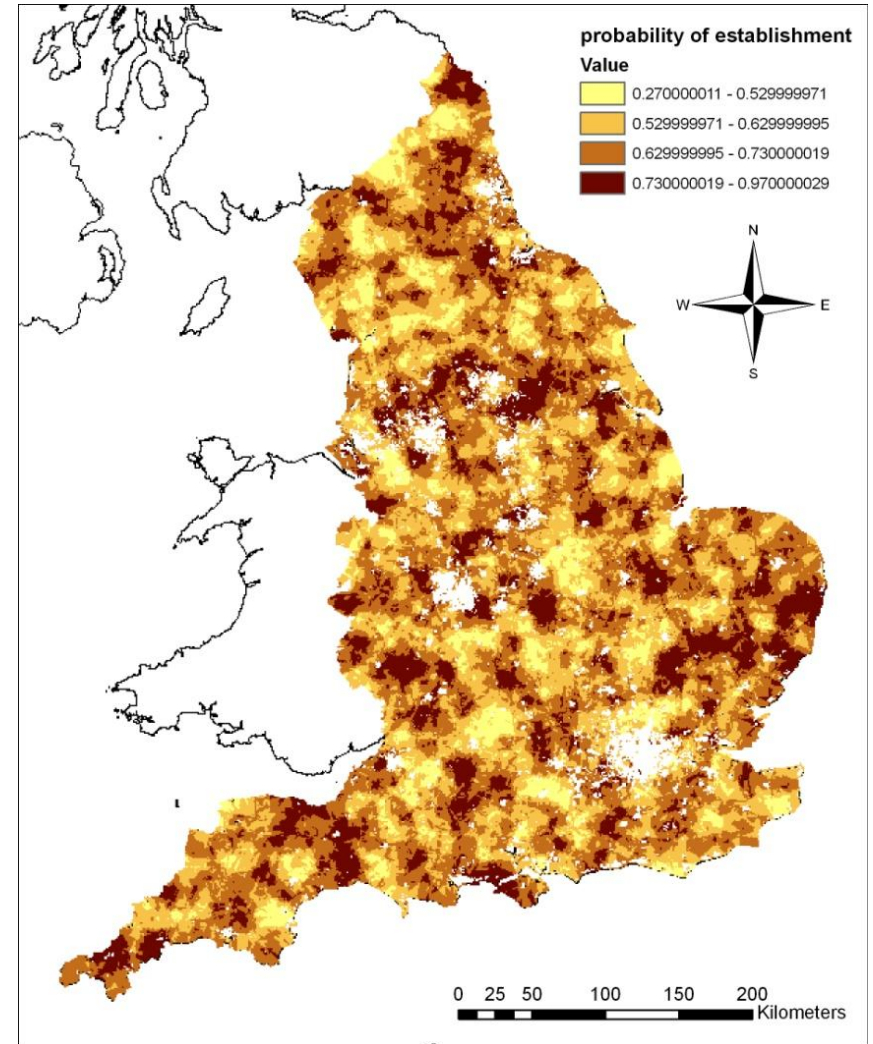 probability of establishment
Value
0.270000011 - 0.529999971
0.529999971 - 0.629999995
0.629999995 - 0.730000019
0.730000019 - 0.970000029
N
W E
S
0 25 50 100 150 200
Kilometers